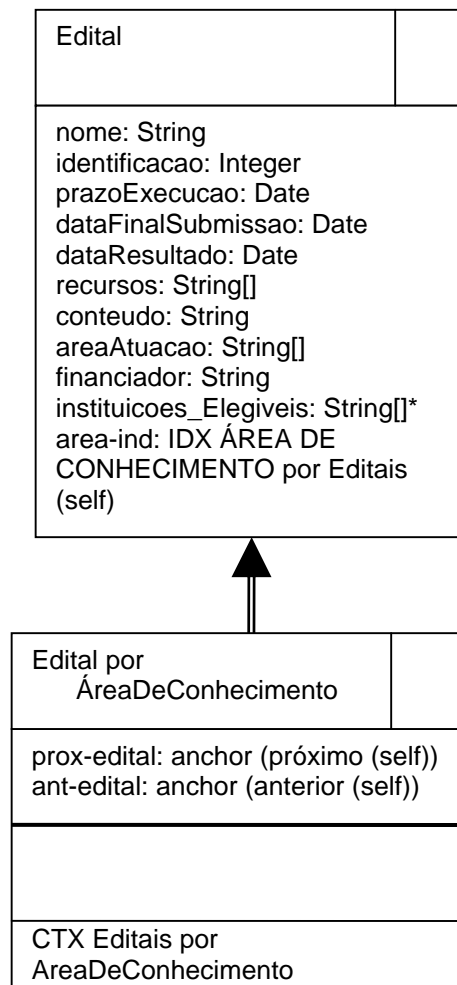 Edital
nome: String
identificacao: Integer
prazoExecucao: Date
dataFinalSubmissao: Date
dataResultado: Date
recursos: String[]
conteudo: String
areaAtuacao: String[]
financiador: String
instituicoes_Elegiveis: String[]*
area-ind: IDX ÁREA DE
CONHECIMENTO por Editais
(self)
Edital por
ÁreaDeConhecimento
prox-edital: anchor (próximo (self))
ant-edital: anchor (anterior (self))
CTX Editais por
AreaDeConhecimento